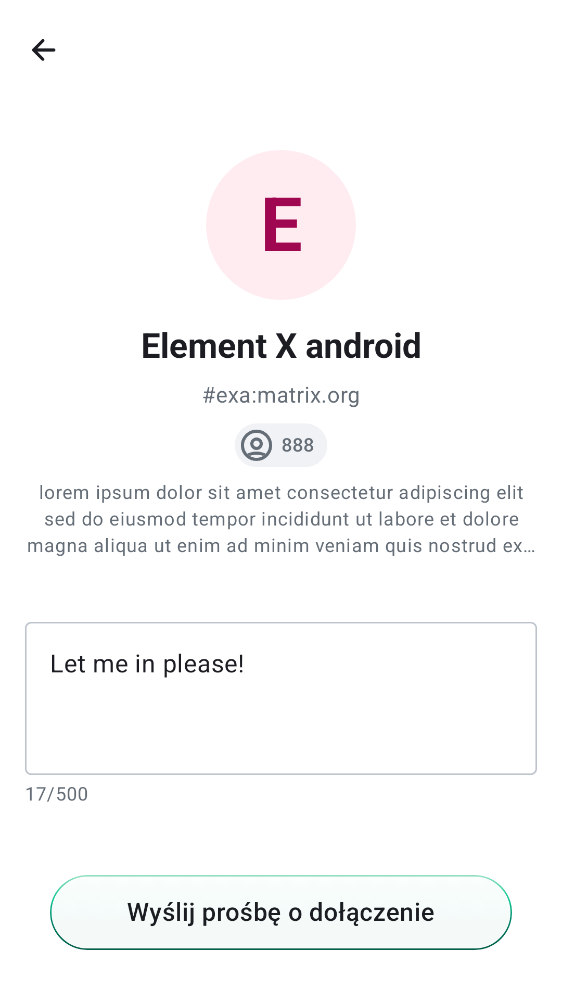 E
Element X android
#exa:matrix.org
888
lorem ipsum dolor sit amet consectetur adipiscing elit
sed do eiusmod tempor incididunt ut labore et dolore
magna aliqua ut enim ad minim veniam quis nostrud ex…
Let me in please!
17/500
Wyślij prośbę o dołączenie